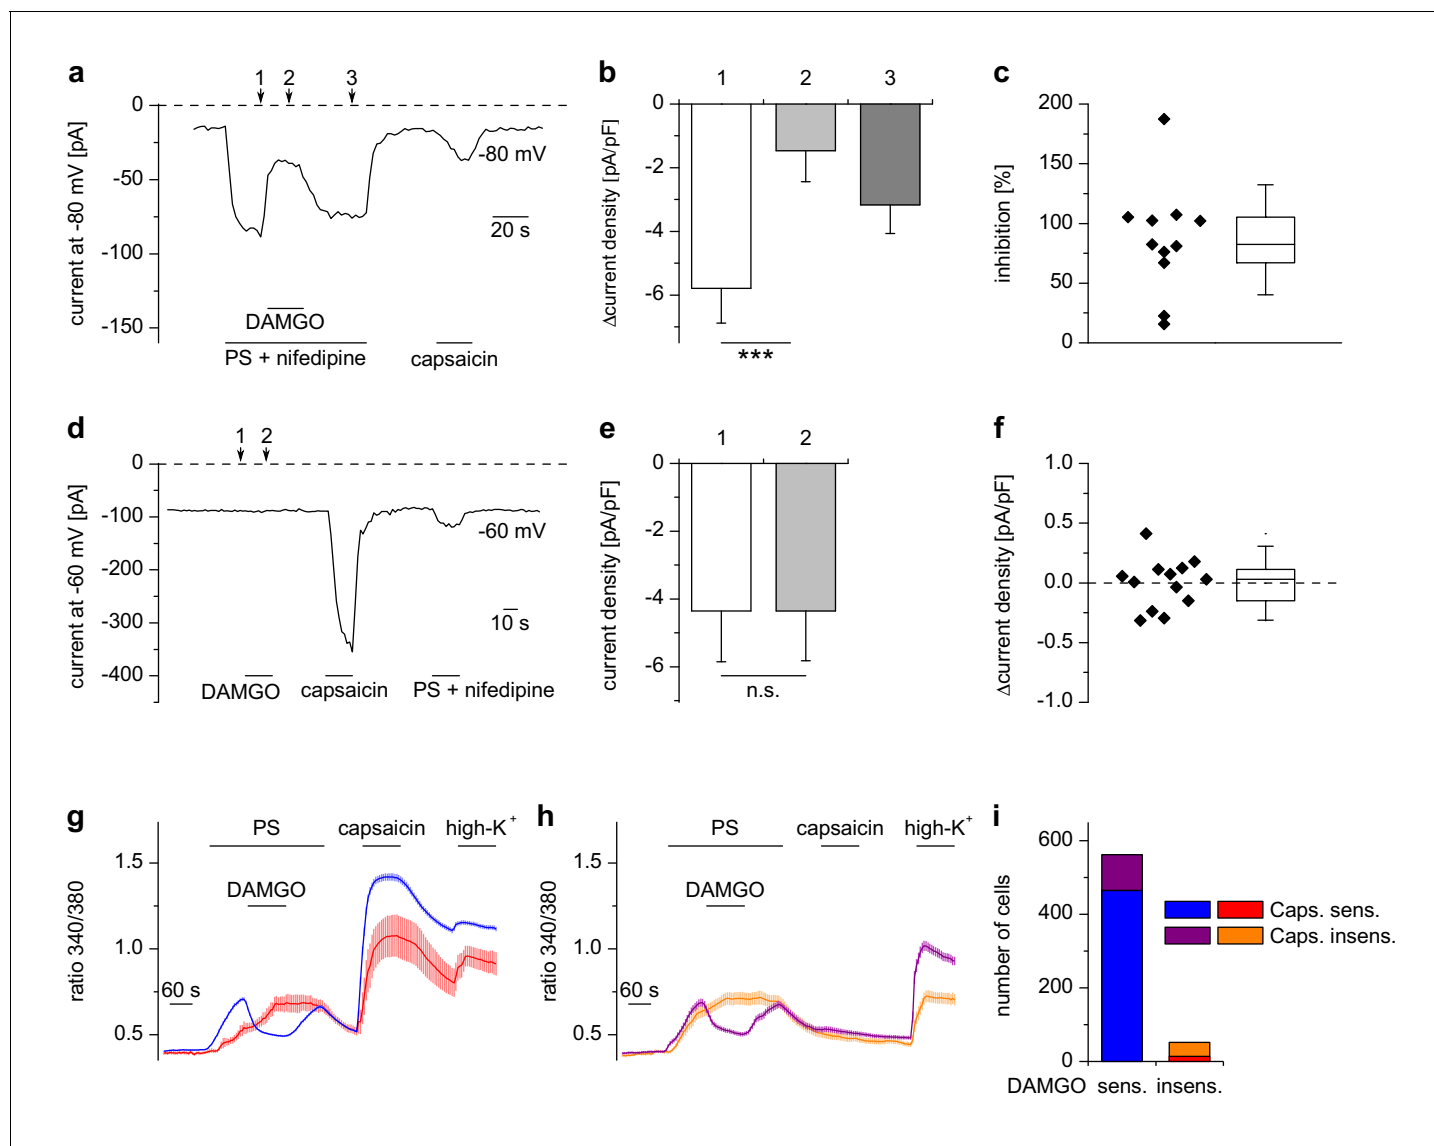 a
1 2 3
0
-50
-100
-150
current at -80 mV [pA]
-80 mV
20 s
DAMGO
PS + nifedipine
capsaicin
b
1 2 3
0
-2
-4
-6
Δcurrent density [pA/pF]
***
c
200
150
100
50
0
inhibition [%]
d
1 2
0
-100
-200
-300
-400
current at -60 mV [pA]
-60 mV
10 s
DAMGO
capsaicin
PS + nifedipine
e
1 2
0
-2
-4
-6
current density [pA/pF]
n.s.
f
1.0
0.5
0.0
-0.5
-1.0
Δcurrent density [pA/pF]
g
PS
capsaicin
high-K+
DAMGO
1.5
1.0
0.5
ratio 340/380
60 s
h
PS
capsaicin
high-K+
DAMGO
1.5
1.0
0.5
ratio 340/380
60 s
i
600
400
200
0
number of cells
Caps. sens.
Caps. insens.
DAMGO sens. insens.